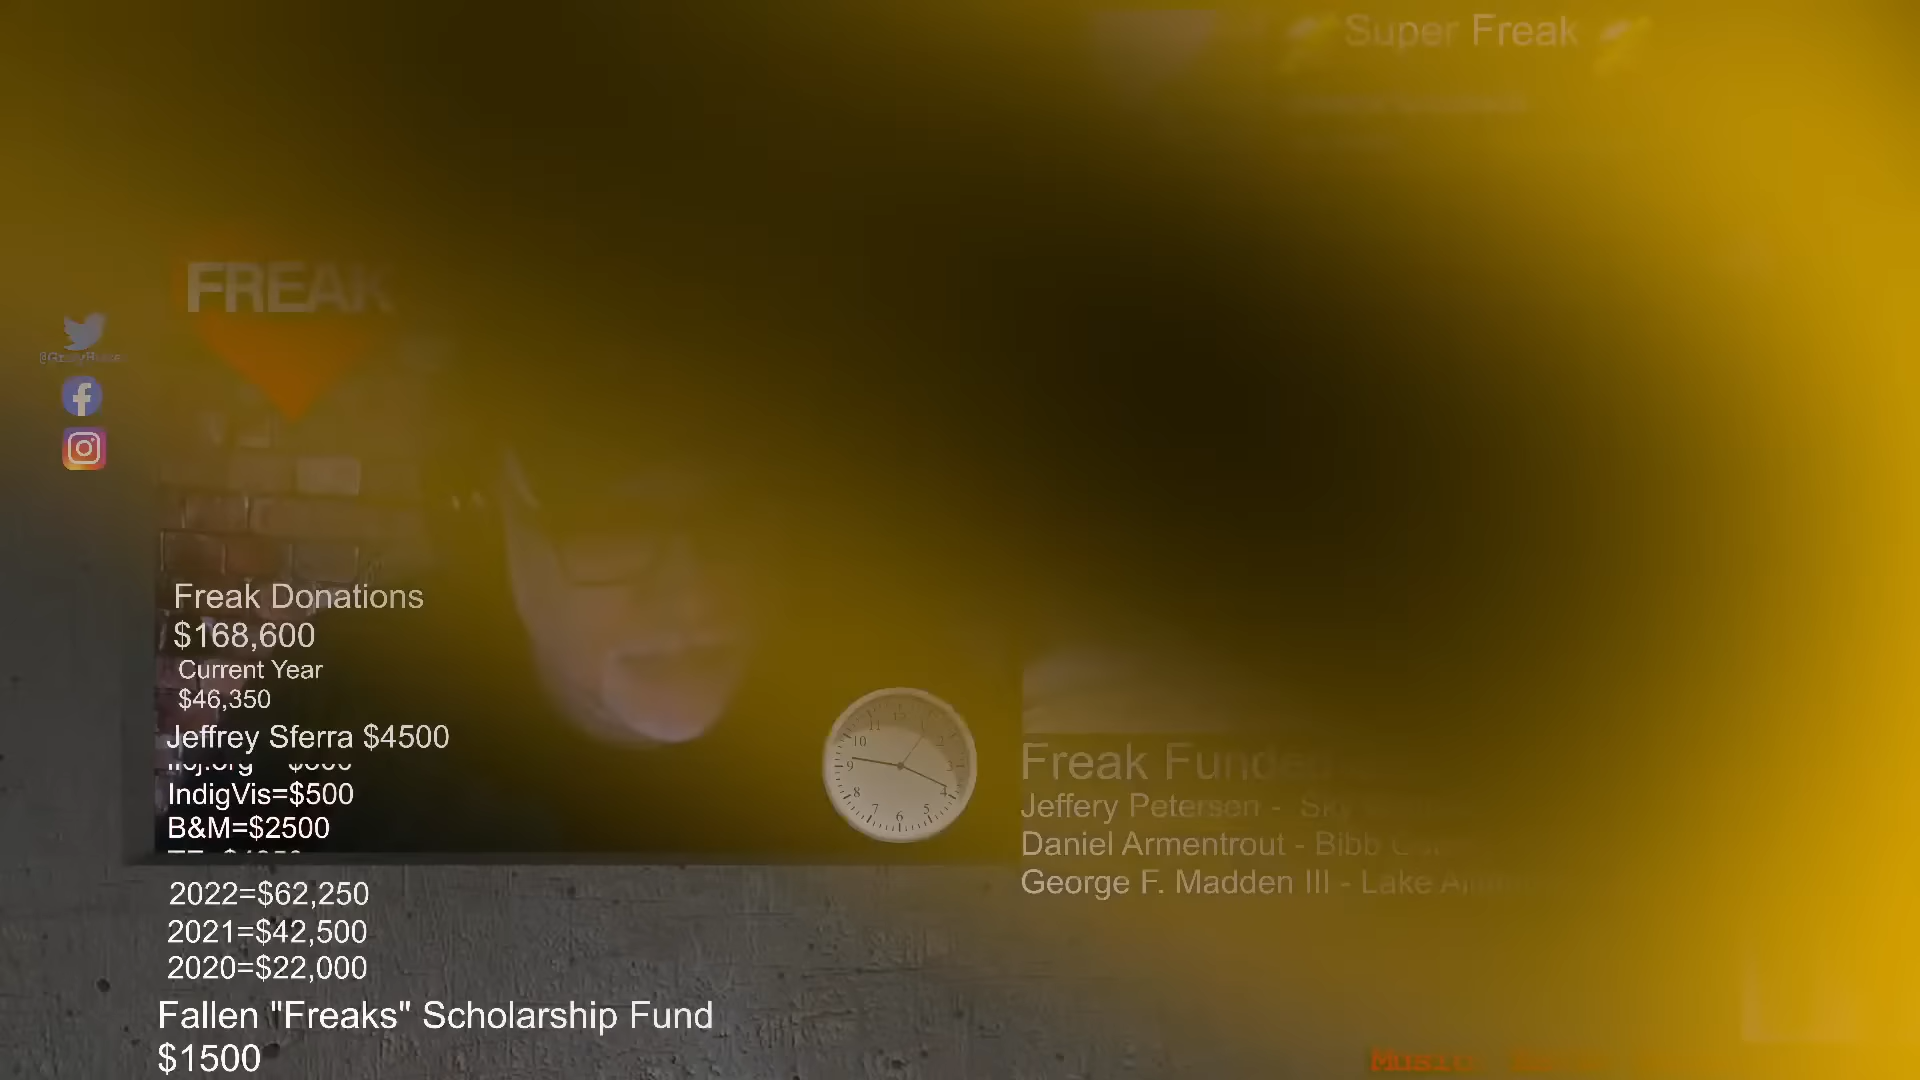 Super Freak
FREAK
Freak Donations
$168,600
Current Year
$46,350
Jeffrey Sferra $4500
IndigVis=$500
B&M=$2500
2022=$62,250
2021=$42,500
2020=$22,000
Fallen "Freaks" Scholarship Fund
$1500
Freak
Jeffery Petersen -
Daniel Armentrout - Bibb
George F. Madden III - Lake
Music